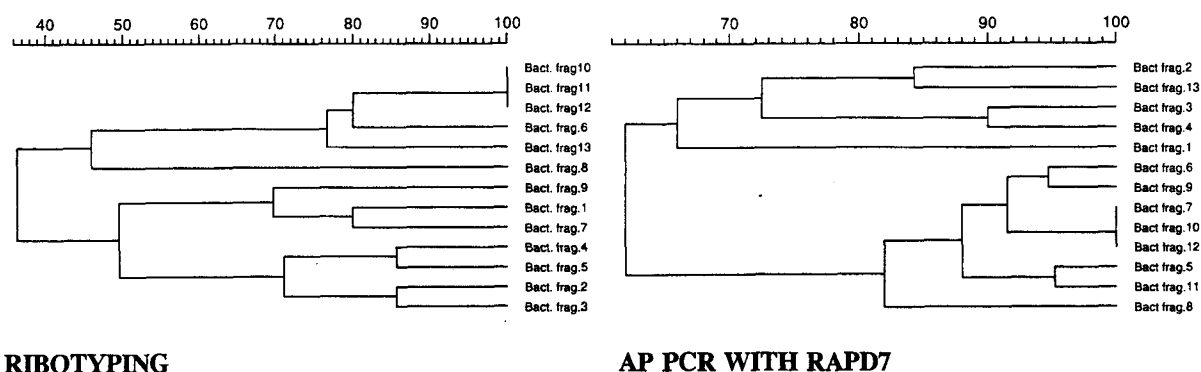 40 50 60 70 80 90 100
Bact. frag10
Bact. frag11
Bact. frag12
Bact. frag.6
Bact. frag13
Bact. frag.8
Bact. frag.9
Bact. frag.1
Bact. frag.7
Bact. frag.4
Bact. frag.5
Bact. frag.2
Bact. frag.3
RIBOTYPING
70 80 90 100
Bact frag.2
Bact frag.13
Bact frag.3
Bact frag.4
Bact frag.1
Bact frag.6
Bact frag.9
Bact frag.7
Bact frag.10
Bact frag.12
Bact frag.5
Bact frag.11
Bact frag.8
AP PCR WITH RAPD7